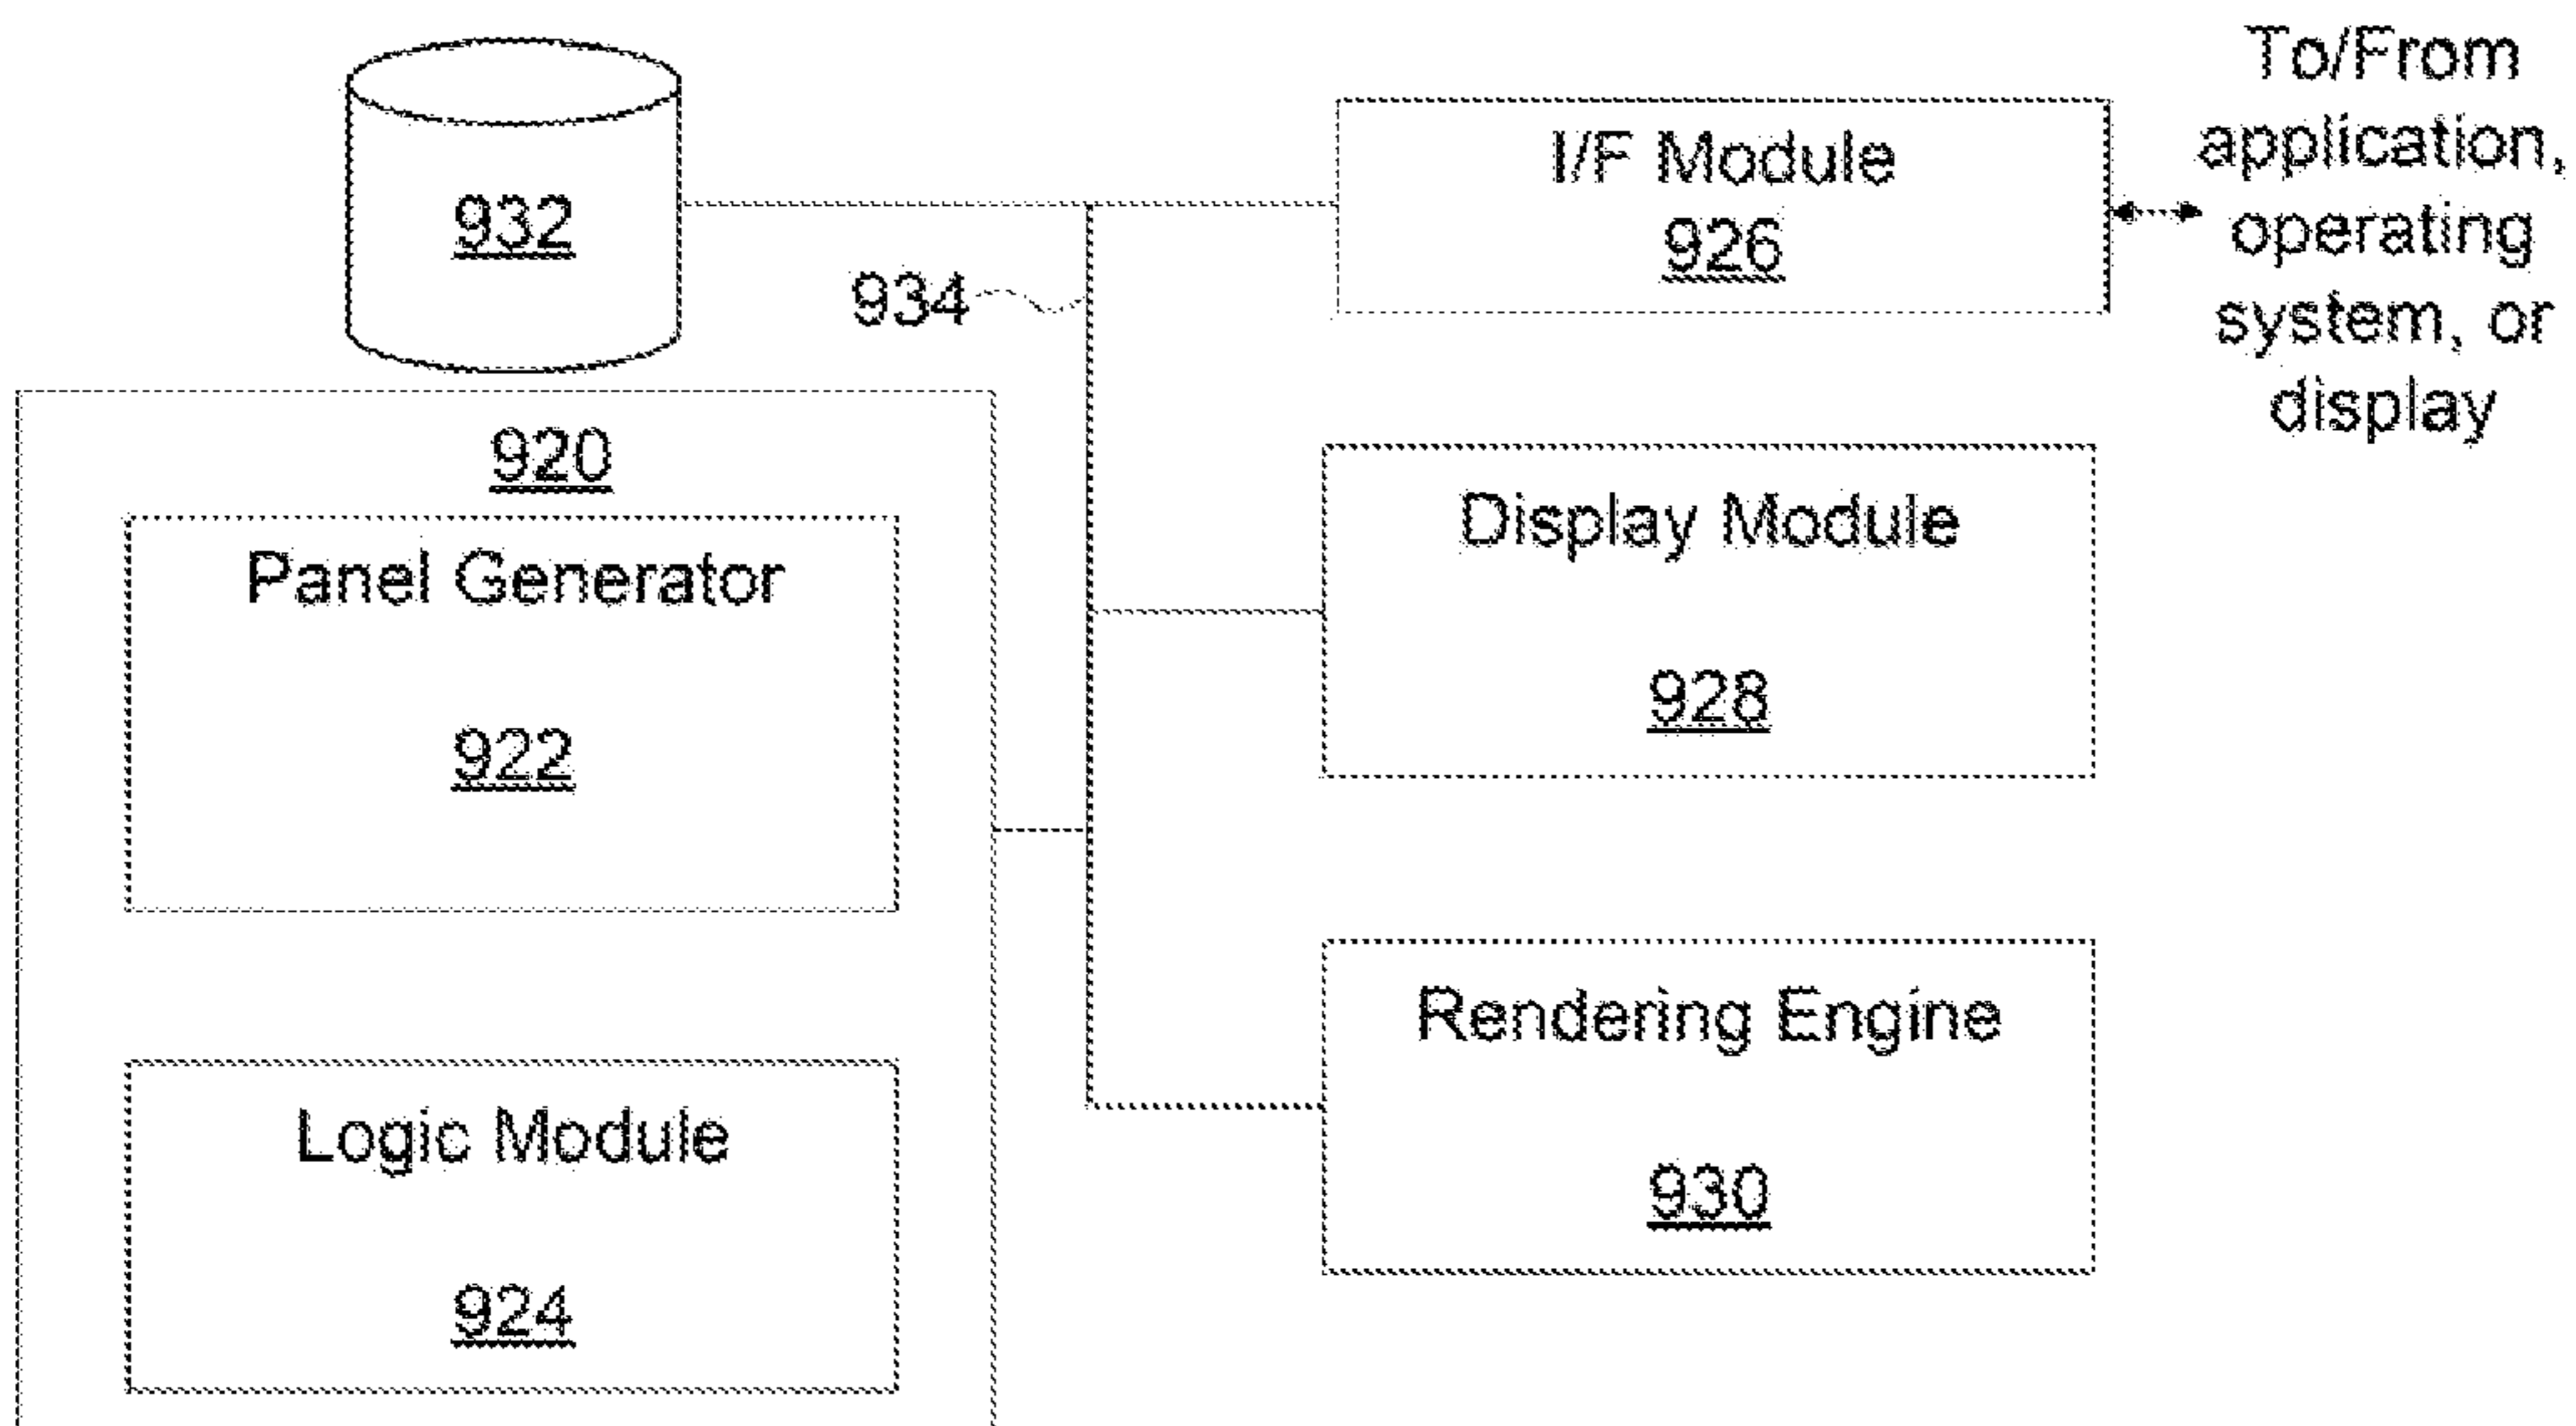 932
934
I/F Module
926
To/From
application,
operating
system, or
display
920
Panel Generator
922
Logic Module
924
Display Module
928
Rendering Engine
930